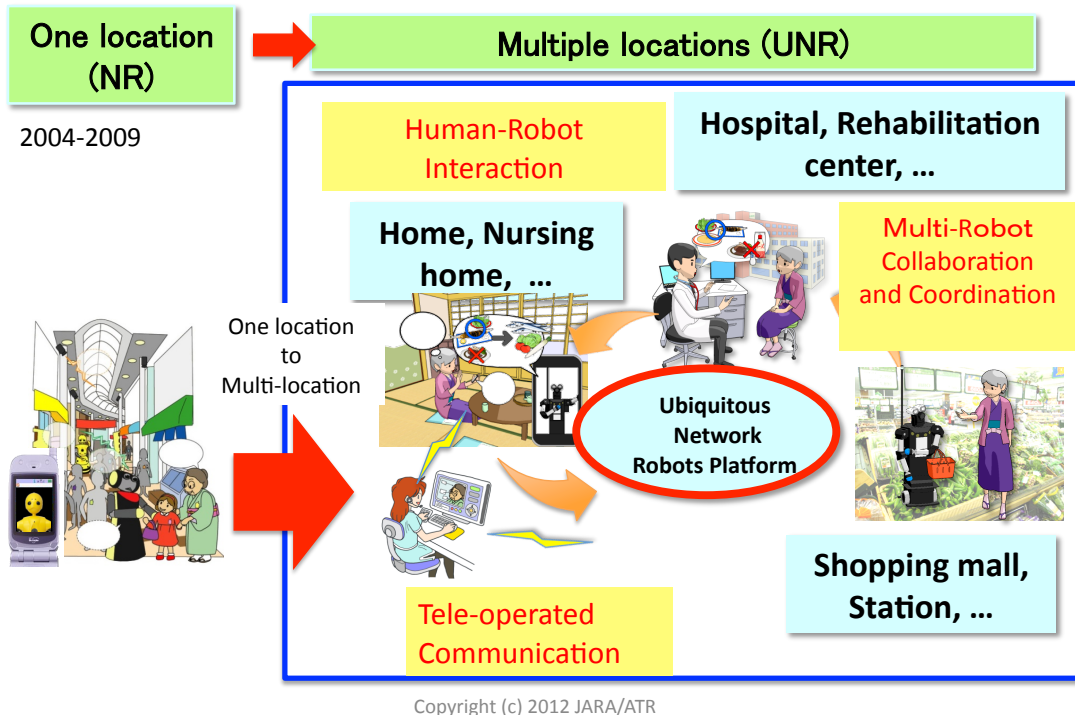 One location
(NR)
Multiple locations (UNR)
2004-2009
Human-Robot
Interaction
Hospital, Rehabilitation
center, ...
Home, Nursing
home, ...
Multi-Robot
Collaboration
and Coordination
One location
to
Multi-location
Ubiquitous
Network
Robots Platform
Shopping mall,
Station, ...
Tele-operated
Communication
Copyright (c) 2012 JARA/ATR